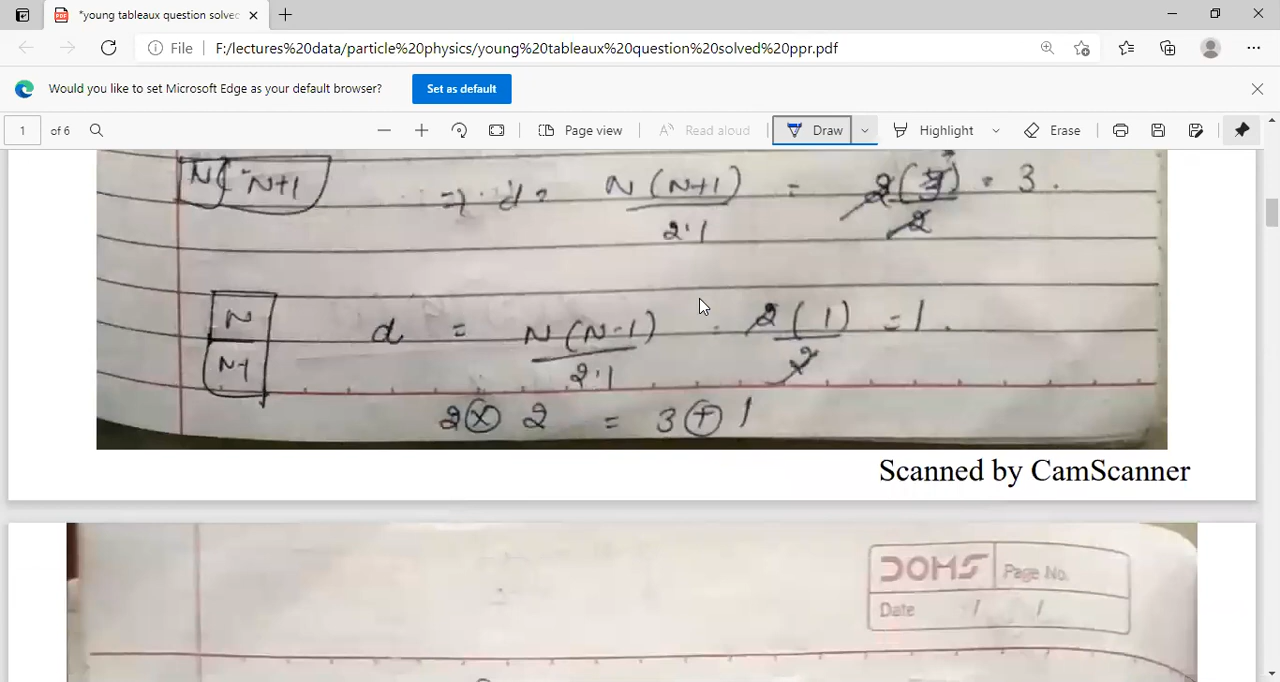 *young tableaux question solvec
File F:/lectures%20data/particle%20physics/young%20tableaux%20question%20solved%20ppr.pdf
Would you like to set Microsoft Edge as your default browser? Set as default
1 of 6 Page view Read aloud Draw Highlight Erase
N N+1 => d = N(N+1) / 2·1 = 2(3) / 2 = 3.
N
N-1
d = N(N-1) / 2·1 = 2(1) / 2 = 1.
2 ⊗ 2 = 3 ⊕ 1
Scanned by CamScanner
DOMS Page No.
Date / /